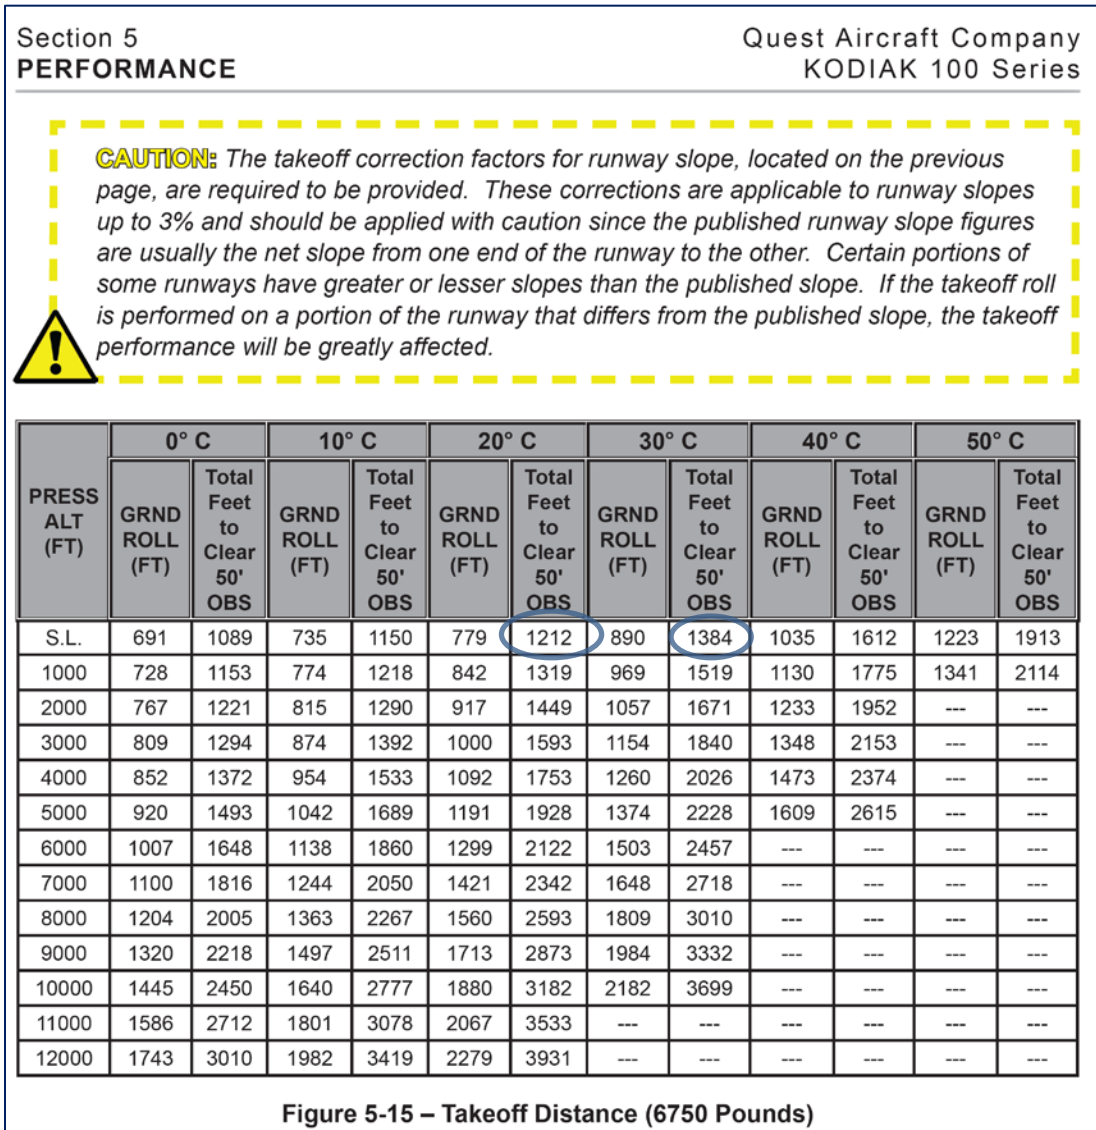 Section 5
Quest Aircraft Company
PERFORMANCE
KODIAK 100 Series
CAUTION: The takeoff correction factors for runway slope, located on the previous
page, are required to be provided. These corrections are applicable to runway slopes
up to 3% and should be applied with caution since the published runway slope figures
are usually the net slope from one end of the runway to the other. Certain portions of
some runways have greater or lesser slopes than the published slope. If the takeoff roll
is performed on a portion of the runway that differs from the published slope, the takeoff
performance will be greatly affected.
PRESS ALT (FT) 0° C 10° C 20° C 30° C 40° C 50° C
GRND ROLL (FT) Total Feet to Clear 50' OBS GRND ROLL (FT) Total Feet to Clear 50' OBS GRND ROLL (FT) Total Feet to Clear 50' OBS GRND ROLL (FT) Total Feet to Clear 50' OBS GRND ROLL (FT) Total Feet to Clear 50' OBS GRND ROLL (FT) Total Feet to Clear 50' OBS
S.L. 691 1089 735 1150 779 1212 890 1384 1035 1612 1223 1913
1000 728 1153 774 1218 842 1319 969 1519 1130 1775 1341 2114
2000 767 1221 815 1290 917 1449 1057 1671 1233 1952 --- ---
3000 809 1294 874 1392 1000 1593 1154 1840 1348 2153 --- ---
4000 852 1372 954 1533 1092 1753 1260 2026 1473 2374 --- ---
5000 920 1493 1042 1689 1191 1928 1374 2228 1609 2615 --- ---
6000 1007 1648 1138 1860 1299 2122 1503 2457 --- --- --- ---
7000 1100 1816 1244 2050 1421 2342 1648 2718 --- --- --- ---
8000 1204 2005 1363 2267 1560 2593 1809 3010 --- --- --- ---
9000 1320 2218 1497 2511 1713 2873 1984 3332 --- --- --- ---
10000 1445 2450 1640 2777 1880 3182 2182 3699 --- --- --- ---
11000 1586 2712 1801 3078 2067 3533 --- --- --- --- --- ---
12000 1743 3010 1982 3419 2279 3931 --- --- --- --- --- ---
Figure 5-15 – Takeoff Distance (6750 Pounds)